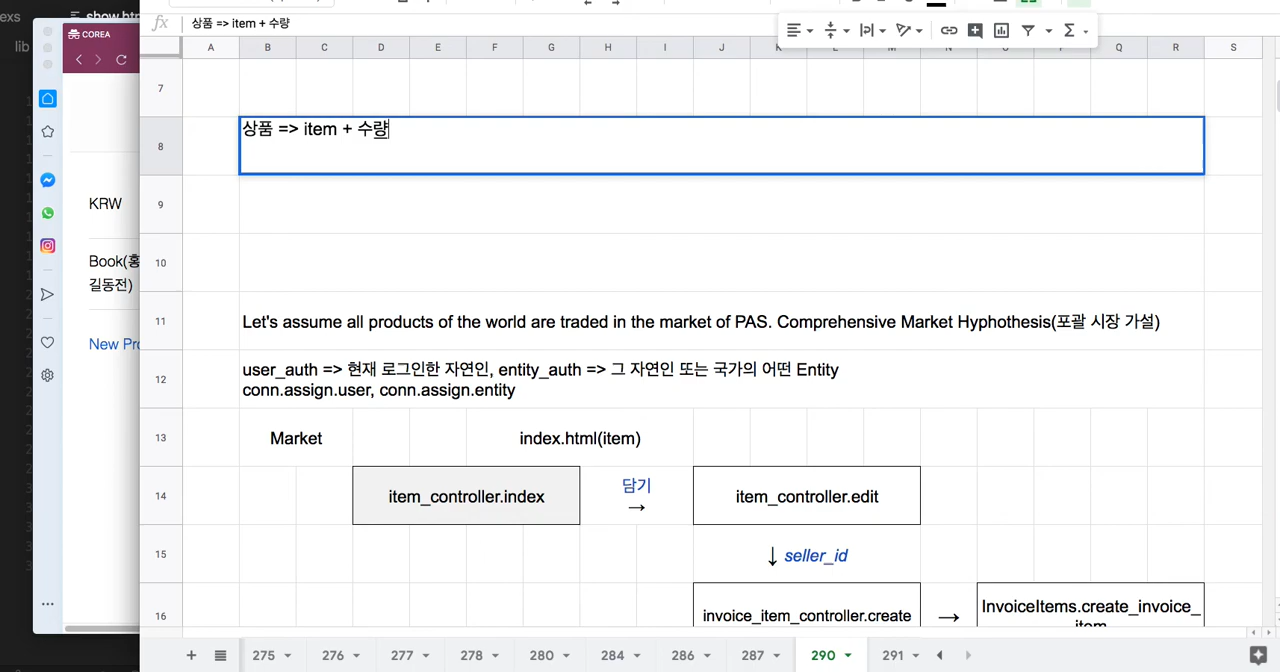 exs
show.htm
lib
COREA
상품 => item + 수량
A B C D E F G H I J K L M N O P Q R S
7
8 상품 => item + 수량
9
10
KRW
Book(홍
길동전)
New Pro
11 Let's assume all products of the world are traded in the market of PAS. Comprehensive Market Hyphothesis(포괄 시장 가설)
12 user_auth => 현재 로그인한 자연인, entity_auth => 그 자연인 또는 국가의 어떤 Entity
conn.assign.user, conn.assign.entity
13 Market index.html(item)
14 item_controller.index 담기 → item_controller.edit
15 ↓ seller_id
16 invoice_item_controller.create → InvoiceItems.create_invoice_
item
+ 275 276 277 278 280 284 286 287 290 291